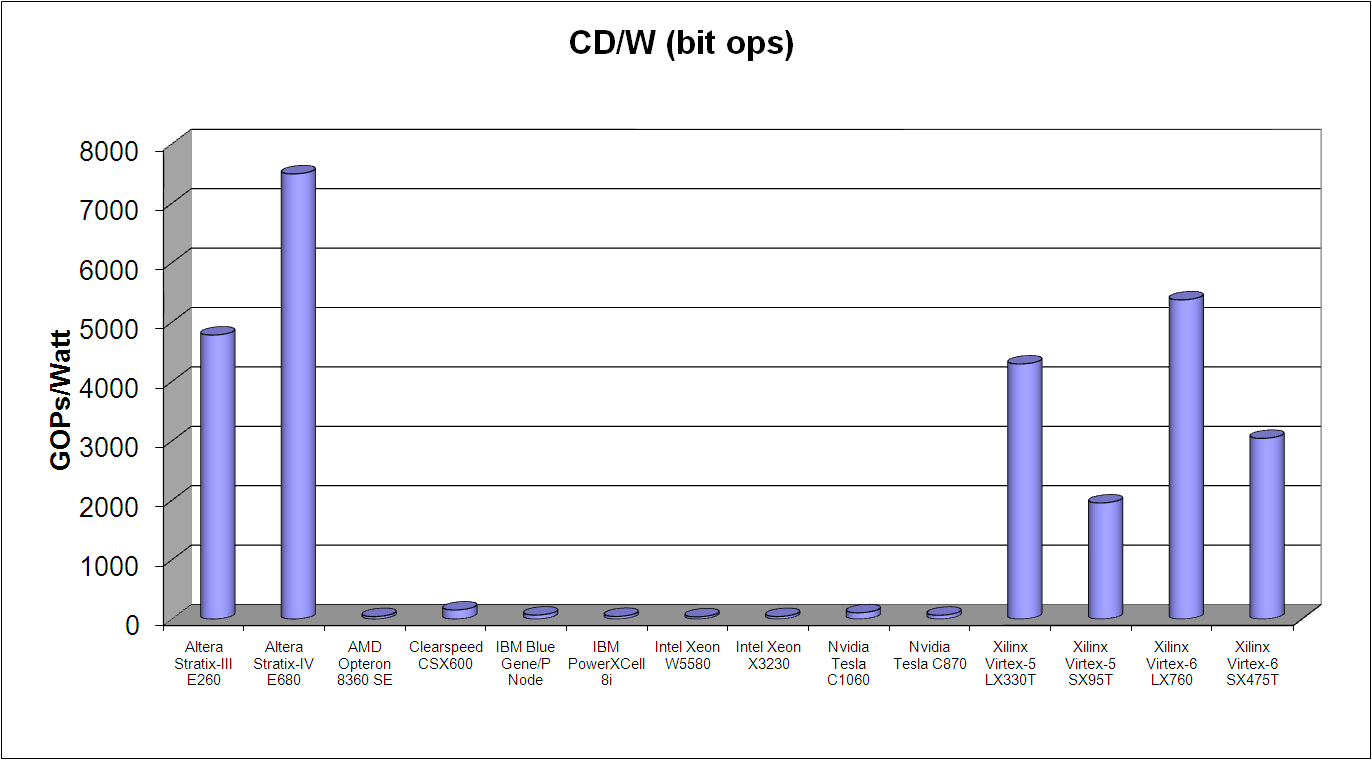 CD/W (bit ops)
GOPs/Watt
8000
7000
6000
5000
4000
3000
2000
1000
0
Altera
Stratix-III
E260
Altera
Stratix-IV
E680
AMD
Opteron
8360 SE
Clearspeed
CSX600
IBM Blue
Gene/P
Node
IBM
PowerXCell
8i
Intel Xeon
W5580
Intel Xeon
X3230
Nvidia
Tesla
C1060
Nvidia
Tesla C870
Xilinx
Virtex-5
LX330T
Xilinx
Virtex-5
SX95T
Xilinx
Virtex-6
LX760
Xilinx
Virtex-6
SX475T